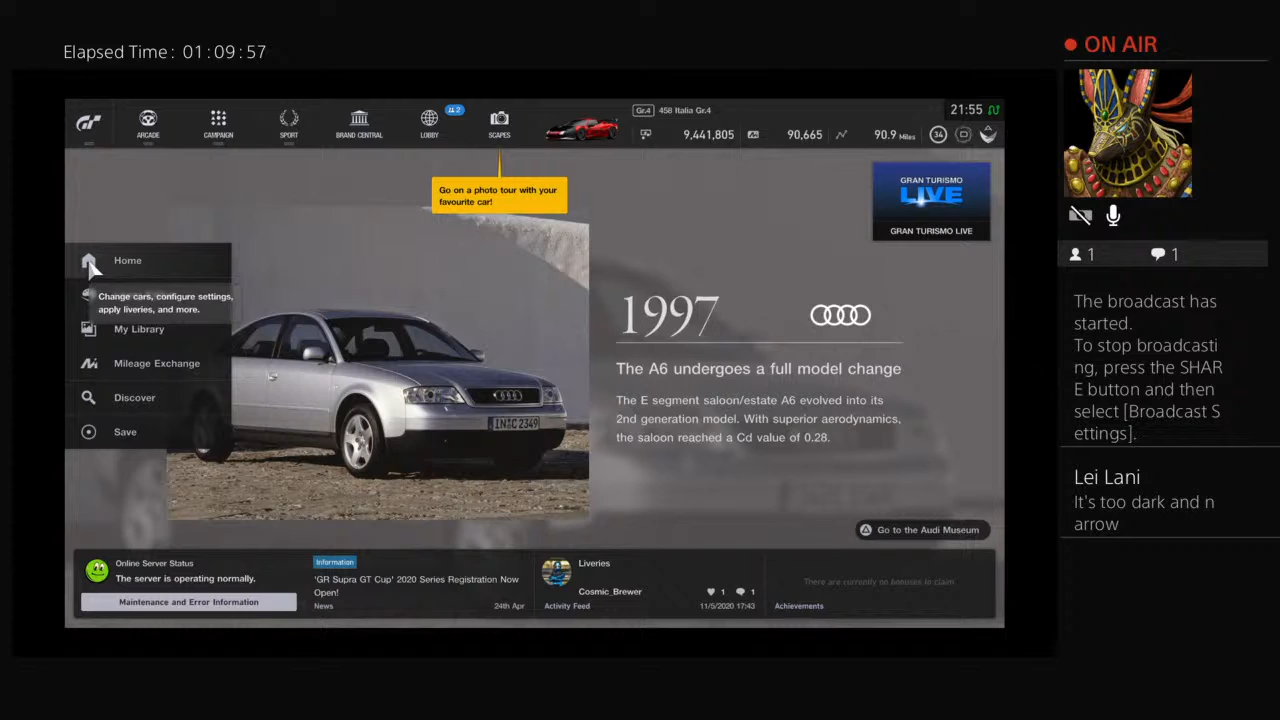 Elapsed Time: 01:09:57
ON AIR
ARCADE
CAMPAIGN
SPORT
BRAND CENTRAL
LOBBY
2
SCAPES
Gr.4 458 Italia Gr.4
9,441,805
90,665
90.9 Miles
34
21:55
Go on a photo tour with your
favourite car!
GRAN TURISMO
LIVE
GRAN TURISMO LIVE
Home
Change cars, configure settings,
apply liveries, and more.
My Library
Mileage Exchange
Discover
Save
IN C 2349
1997
The A6 undergoes a full model change
The E segment saloon/estate A6 evolved into its
2nd generation model. With superior aerodynamics,
the saloon reached a Cd value of 0.28.
Go to the Audi Museum
Online Server Status
The server is operating normally.
Maintenance and Error Information
Information
'GR Supra GT Cup' 2020 Series Registration Now
Open!
News
24th Apr
Liveries
Cosmic_Brewer
1
1
Activity Feed
11/5/2020 17:43
There are currently no bonuses to claim
Achievements
1
1
The broadcast has
started.
To stop broadcasti
ng, press the SHAR
E button and then
select [Broadcast S
ettings].
Lei Lani
It's too dark and n
arrow